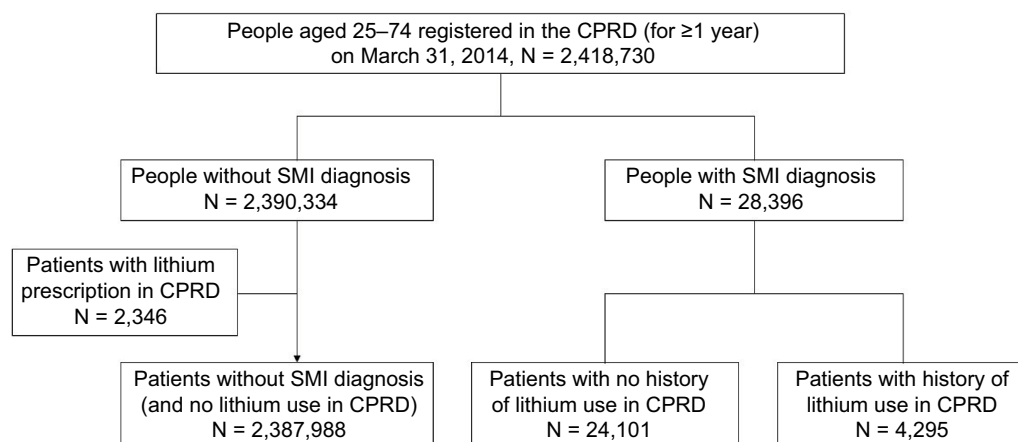 People aged 25–74 registered in the CPRD (for ≥1 year)
on March 31, 2014, N = 2,418,730
People without SMI diagnosis
N = 2,390,334
People with SMI diagnosis
N = 28,396
Patients with lithium
prescription in CPRD
N = 2,346
Patients without SMI diagnosis
(and no lithium use in CPRD)
N = 2,387,988
Patients with no history
of lithium use in CPRD
N = 24,101
Patients with history of
lithium use in CPRD
N = 4,295